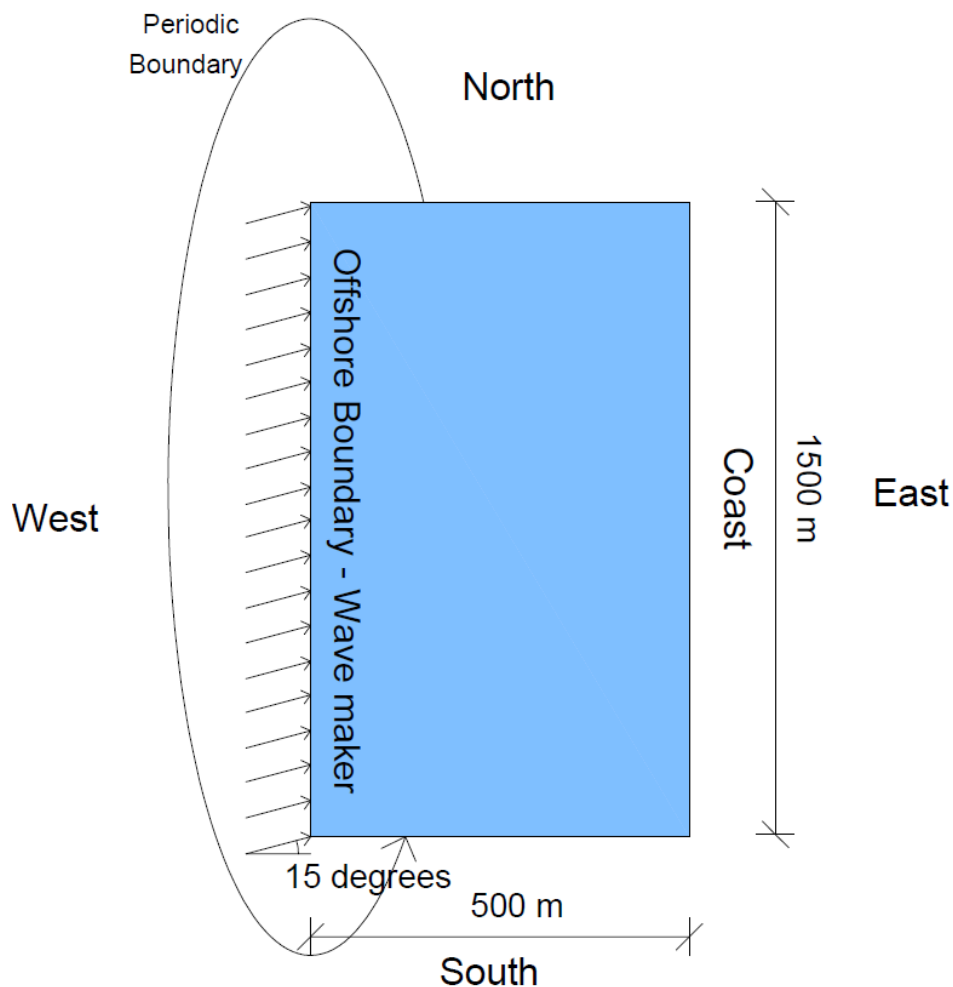 Periodic
Boundary
North
Offshore Boundary - Wave maker
Coast
1500 m
West
East
15 degrees
500 m
South